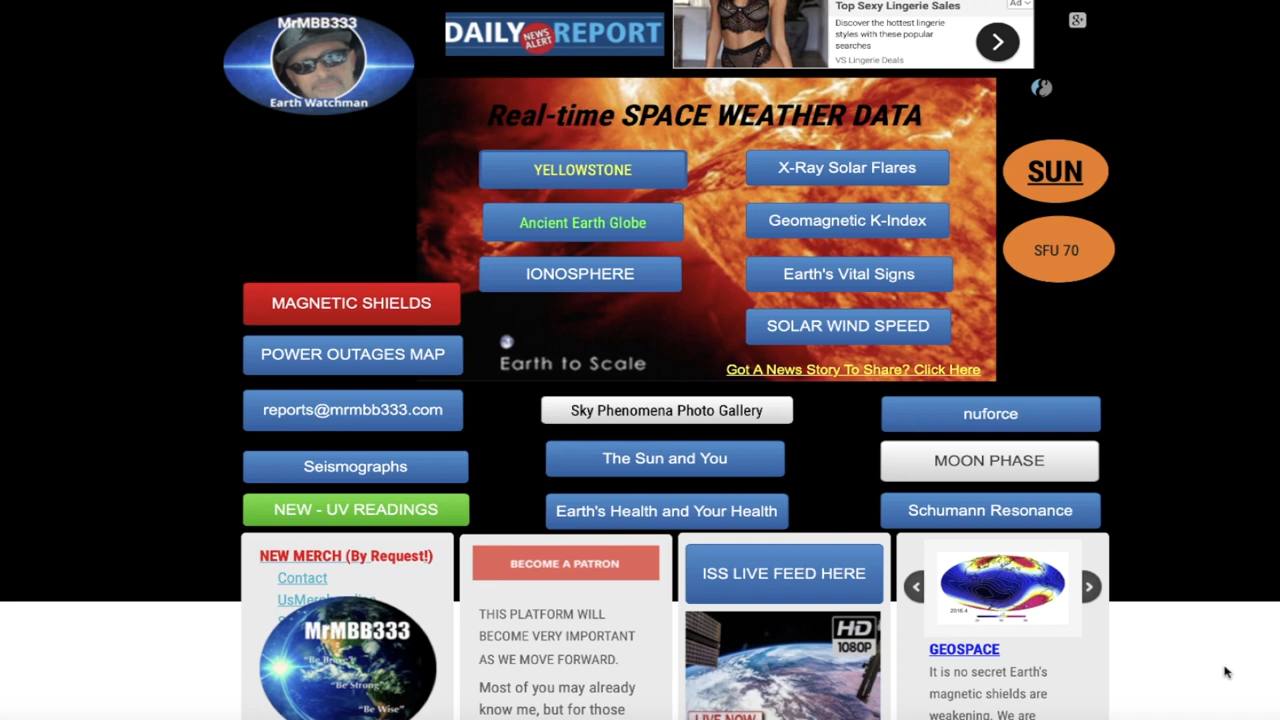 MrMBB333
Earth Watchman
DAILY NEWS ALERT REPORT
Top Sexy Lingerie Sales
Ad
Discover the hottest lingerie
styles with these popular
searches
VS Lingerie Deals
g+
Real-time SPACE WEATHER DATA
YELLOWSTONE
X-Ray Solar Flares
SUN
Ancient Earth Globe
Geomagnetic K-Index
SFU 70
IONOSPHERE
Earth's Vital Signs
MAGNETIC SHIELDS
SOLAR WIND SPEED
POWER OUTAGES MAP
Earth to Scale
Got A News Story To Share? Click Here
reports@mrmbb333.com
Sky Phenomena Photo Gallery
nuforce
Seismographs
The Sun and You
MOON PHASE
NEW - UV READINGS
Earth's Health and Your Health
Schumann Resonance
NEW MERCH (By Request!)
Contact
MrMBB333
"Be Brave"
"Be Strong"
"Be Wise"
BECOME A PATRON
THIS PLATFORM WILL
BECOME VERY IMPORTANT
AS WE MOVE FORWARD.
Most of you may already
know me, but for those
ISS LIVE FEED HERE
HD
1080P
LIVE NOW
2016.4
GEOSPACE
It is no secret Earth's
magnetic shields are
weakening. We are